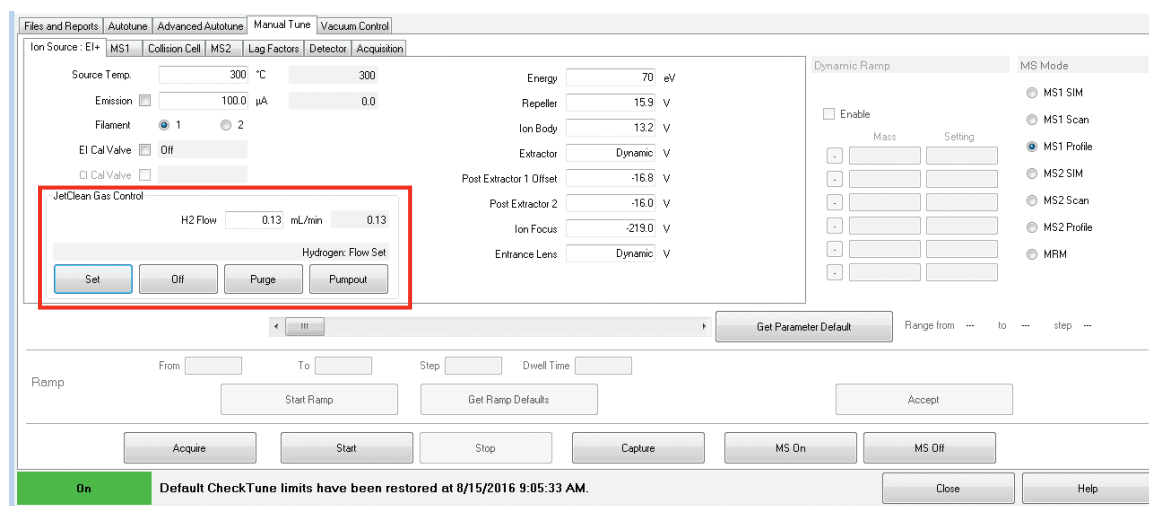 Files and Reports Autotune Advanced Autotune Manual Tune Vacuum Control
Ion Source : EI+ MS1 Collision Cell MS2 Lag Factors Detector Acquisition
Source Temp. 300 °C 300
Emission 100.0 µA 0.0
Filament 1 2
EI Cal Valve Off
CI Cal Valve
JetClean Gas Control
H2 Flow 0.13 mL/min 0.13
Hydrogen: Flow Set
Set Off Purge Pumpout
Energy 70 eV
Repeller 15.9 V
Ion Body 13.2 V
Extractor Dynamic V
Post Extractor 1 Offset -16.8 V
Post Extractor 2 -16.0 V
Ion Focus -219.0 V
Entrance Lens Dynamic V
Dynamic Ramp
Enable
Mass Setting
-
-
-
-
-
-
MS Mode
MS1 SIM
MS1 Scan
MS1 Profile
MS2 SIM
MS2 Scan
MS2 Profile
MRM
Get Parameter Default Range from --- to --- step ---
Ramp
From To Step Dwell Time
Start Ramp Get Ramp Defaults Accept
Acquire Start Stop Capture MS On MS Off
On Default CheckTune limits have been restored at 8/15/2016 9:05:33 AM. Close Help